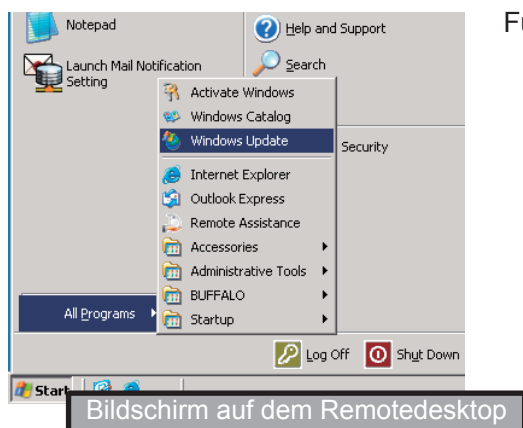 Notepad
Launch Mail Notification
Setting
Help and Support
Search
Security
Activate Windows
Windows Catalog
Windows Update
Internet Explorer
Outlook Express
Remote Assistance
Accessories
Administrative Tools
BUFFALO
Startup
All Programs
Log Off
Shut Down
Start
Bildschirm auf dem Remotedesktop